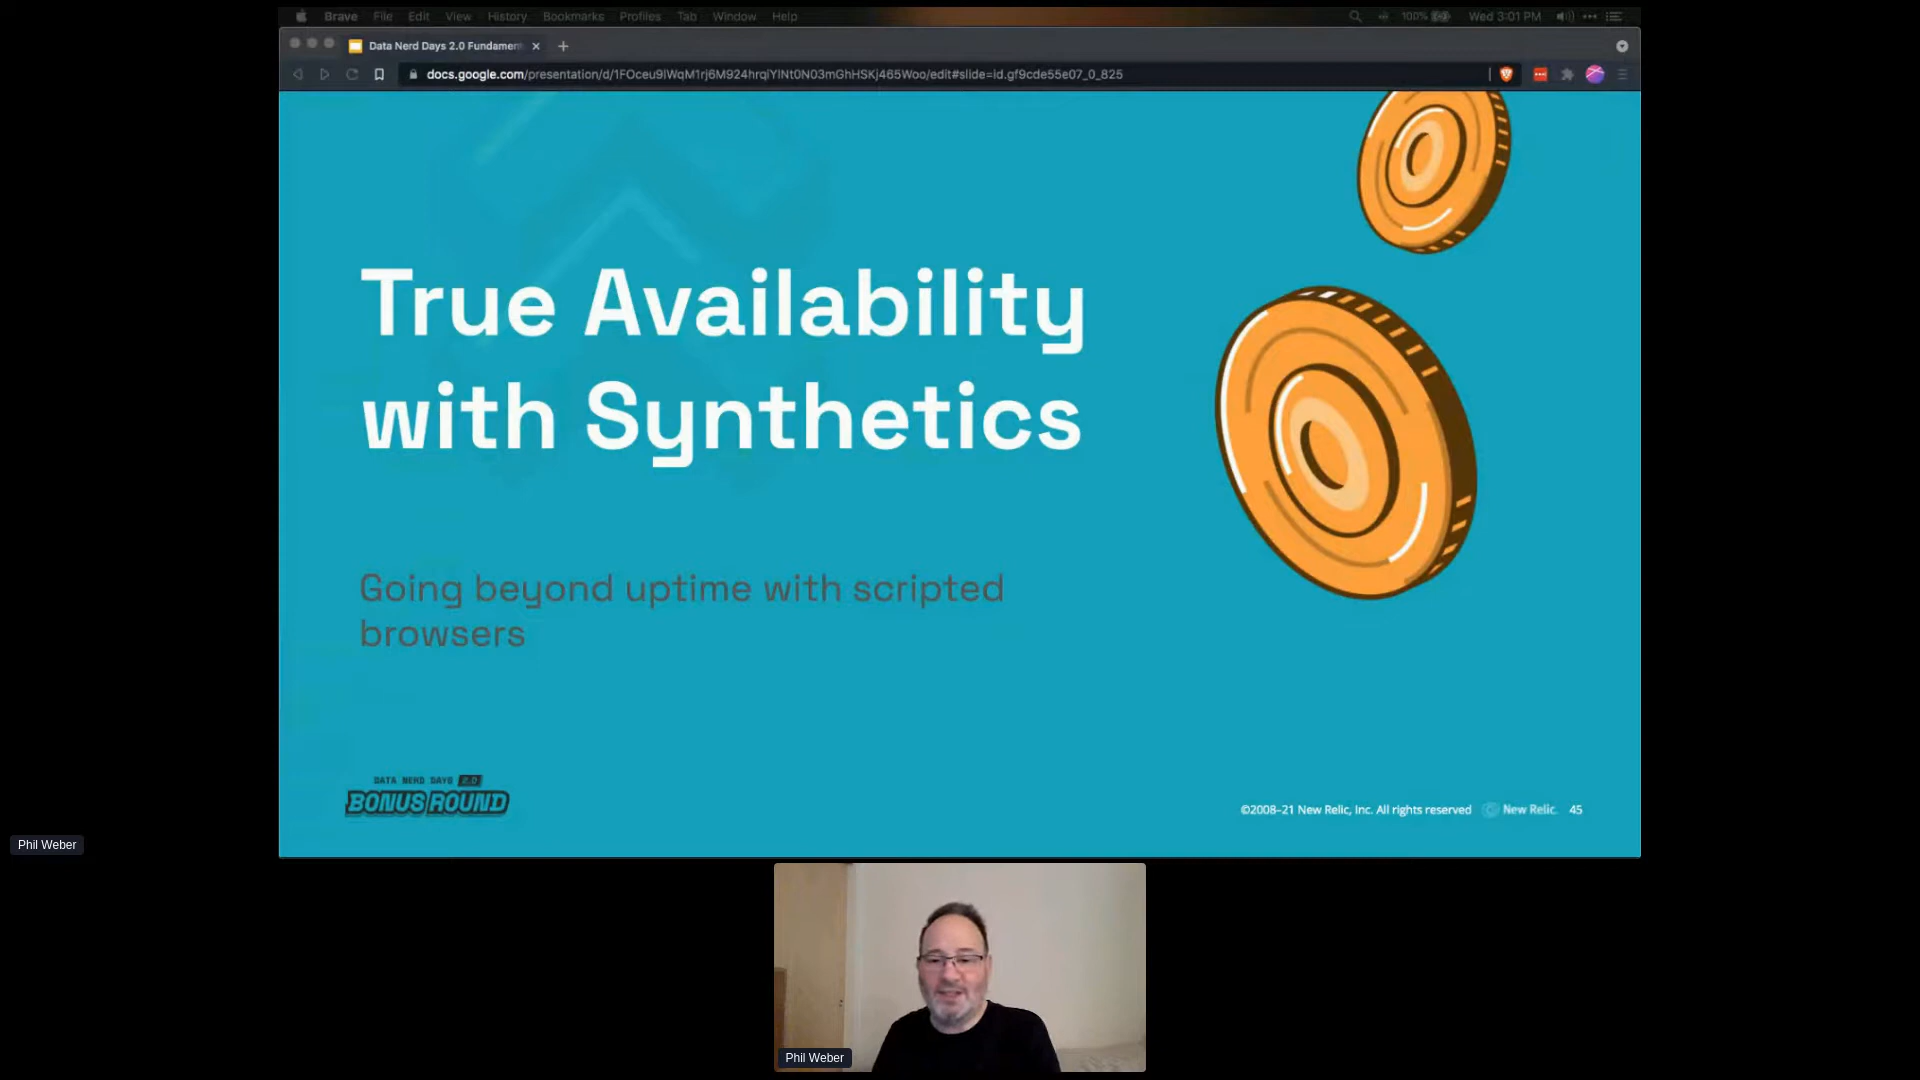 Brave File Edit View History Bookmarks Profiles Tab Window Help
100% Wed 3:01 PM
Data Nerd Days 2.0 Fundamen
docs.google.com/presentation/d/1FOceu9lWqM1rj6M924hrqiYlNt0N03mGhHSKj465Woo/edit#slide=id.gf9cde55e07_0_825
True Availability
with Synthetics
Going beyond uptime with scripted
browsers
DATA NERD DAYS 2.0
BONUS ROUND
©2008–21 New Relic, Inc. All rights reserved New Relic. 45
Phil Weber
Phil Weber